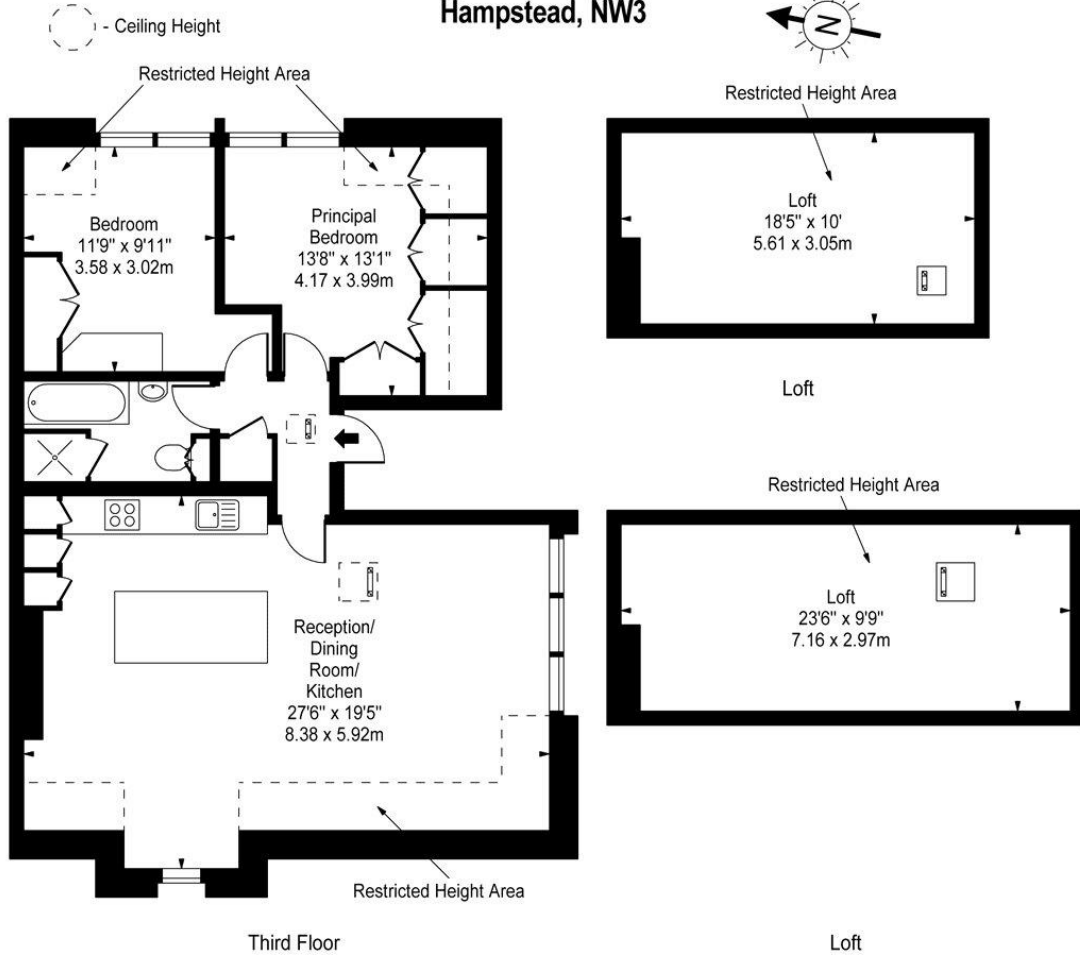 Hampstead, NW3
- Ceiling Height
N
Restricted Height Area
Restricted Height Area
Bedroom
11'9" x 9'11"
3.58 x 3.02m
Principal
Bedroom
13'8" x 13'1"
4.17 x 3.99m
Loft
18'5" x 10'
5.61 x 3.05m
Loft
Restricted Height Area
Loft
23'6" x 9'9"
7.16 x 2.97m
Reception/
Dining
Room/
Kitchen
27'6" x 19'5"
8.38 x 5.92m
Restricted Height Area
Third Floor
Loft